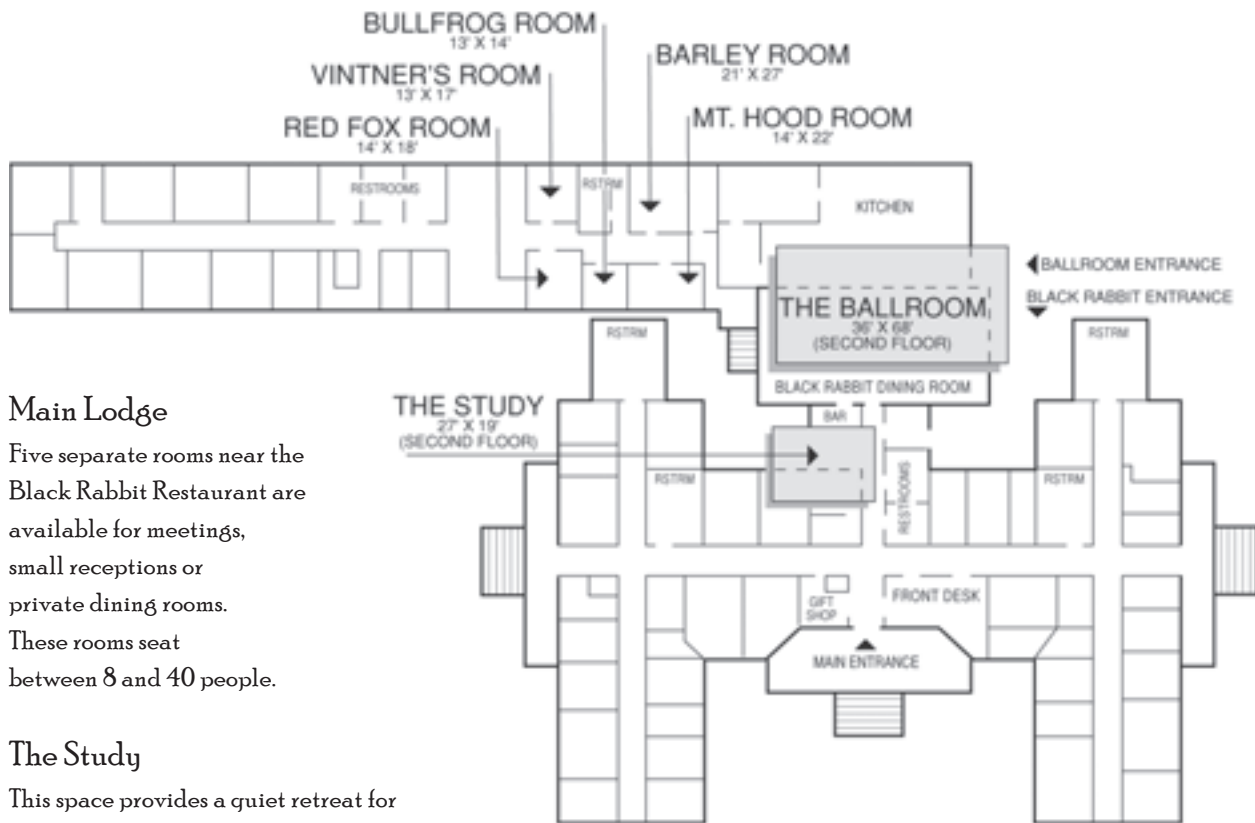 BULLFROG ROOM
13' X 14'
BARLEY ROOM
21' X 27'
VINTNER'S ROOM
13' X 17'
MT. HOOD ROOM
14' X 22'
RED FOX ROOM
14' X 18'
RESTROOMS
RSTRM
KITCHEN
BALLROOM ENTRANCE
BLACK RABBIT ENTRANCE
THE BALLROOM
36' X 68'
(SECOND FLOOR)
RSTRM
RSTRM
BLACK RABBIT DINING ROOM
THE STUDY
27' X 19'
(SECOND FLOOR)
BAR
RSTRM
RESTROOMS
RSTRM
GIFT
SHOP
FRONT DESK
MAIN ENTRANCE
Main Lodge
Five separate rooms near the
Black Rabbit Restaurant are
available for meetings,
small receptions or
private dining rooms.
These rooms seat
between 8 and 40 people.
The Study
This space provides a quiet retreat for